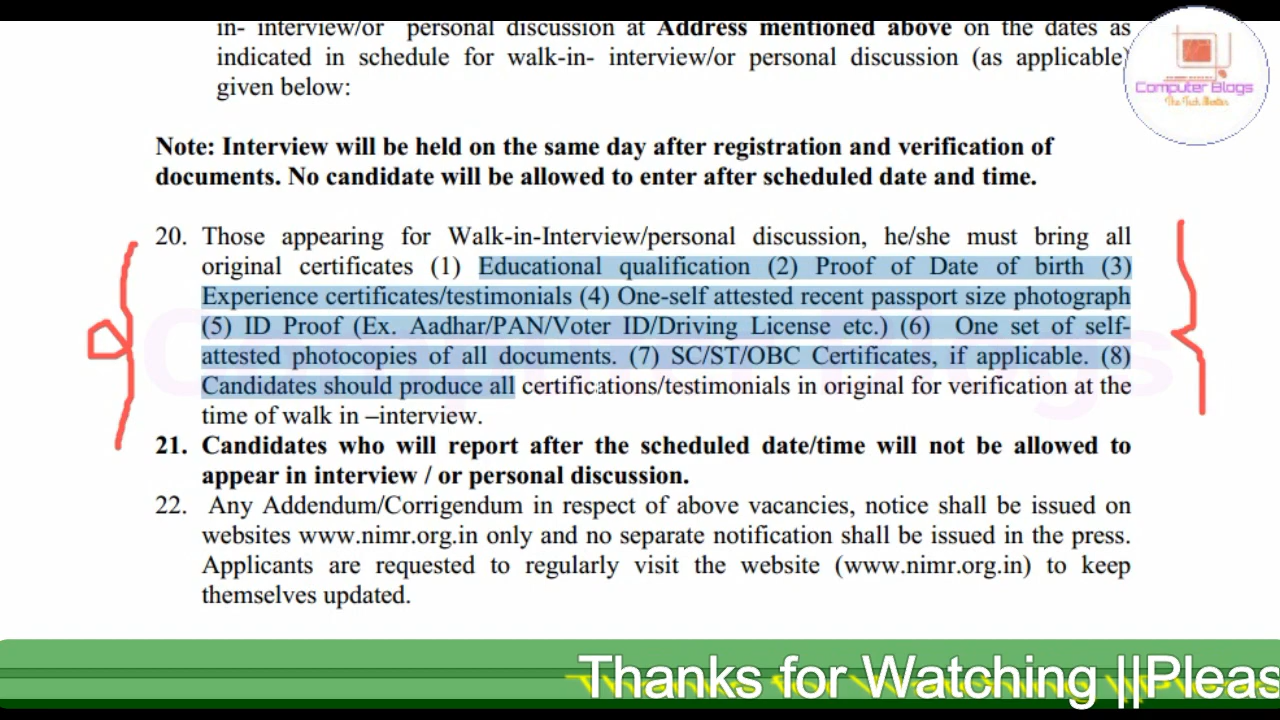 in- interview/or personal discussion at Address mentioned above on the dates as
indicated in schedule for walk-in- interview/or personal discussion (as applicable)
given below:
Computer Blogs
The Tech Master
Note: Interview will be held on the same day after registration and verification of
documents. No candidate will be allowed to enter after scheduled date and time.
20. Those appearing for Walk-in-Interview/personal discussion, he/she must bring all
original certificates (1) Educational qualification (2) Proof of Date of birth (3)
Experience certificates/testimonials (4) One-self attested recent passport size photograph
(5) ID Proof (Ex. Aadhar/PAN/Voter ID/Driving License etc.) (6) One set of self-
attested photocopies of all documents. (7) SC/ST/OBC Certificates, if applicable. (8)
Candidates should produce all certifications/testimonials in original for verification at the
time of walk in –interview.
21. Candidates who will report after the scheduled date/time will not be allowed to
appear in interview / or personal discussion.
22. Any Addendum/Corrigendum in respect of above vacancies, notice shall be issued on
websites www.nimr.org.in only and no separate notification shall be issued in the press.
Applicants are requested to regularly visit the website (www.nimr.org.in) to keep
themselves updated.
Thanks for Watching ||Pleas